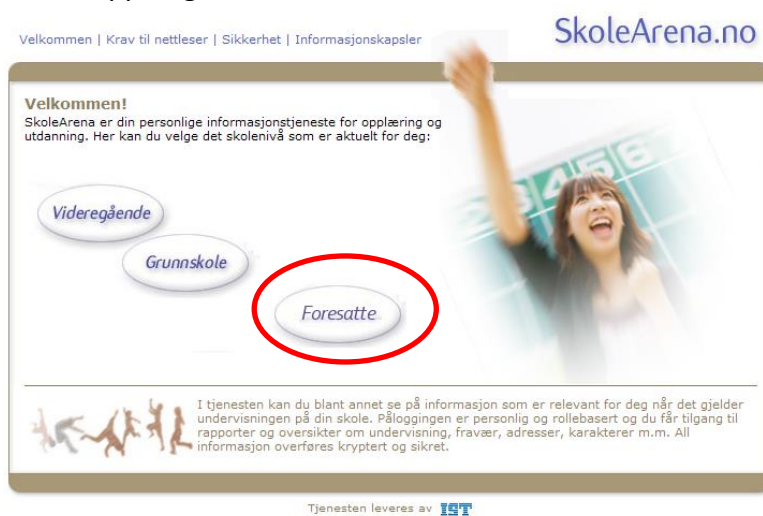 SkoleArena.no
Velkommen | Krav til nettleser | Sikkerhet | Informasjonskapsler
Velkommen!
SkoleArena er din personlige informasjonstjeneste for opplæring og
utdanning. Her kan du velge det skolenivå som er aktuelt for deg:
3456
Videregående
Grunnskole
Foresatte
I tjenesten kan du blant annet se på informasjon som er relevant for deg når det gjelder
undervisningen på din skole. Påloggingen er personlig og rollebasert og du får tilgang til
rapporter og oversikter om undervisning, fravær, adresser, karakterer m.m. All
informasjon overføres kryptert og sikret.
Tjenesten leveres av IST